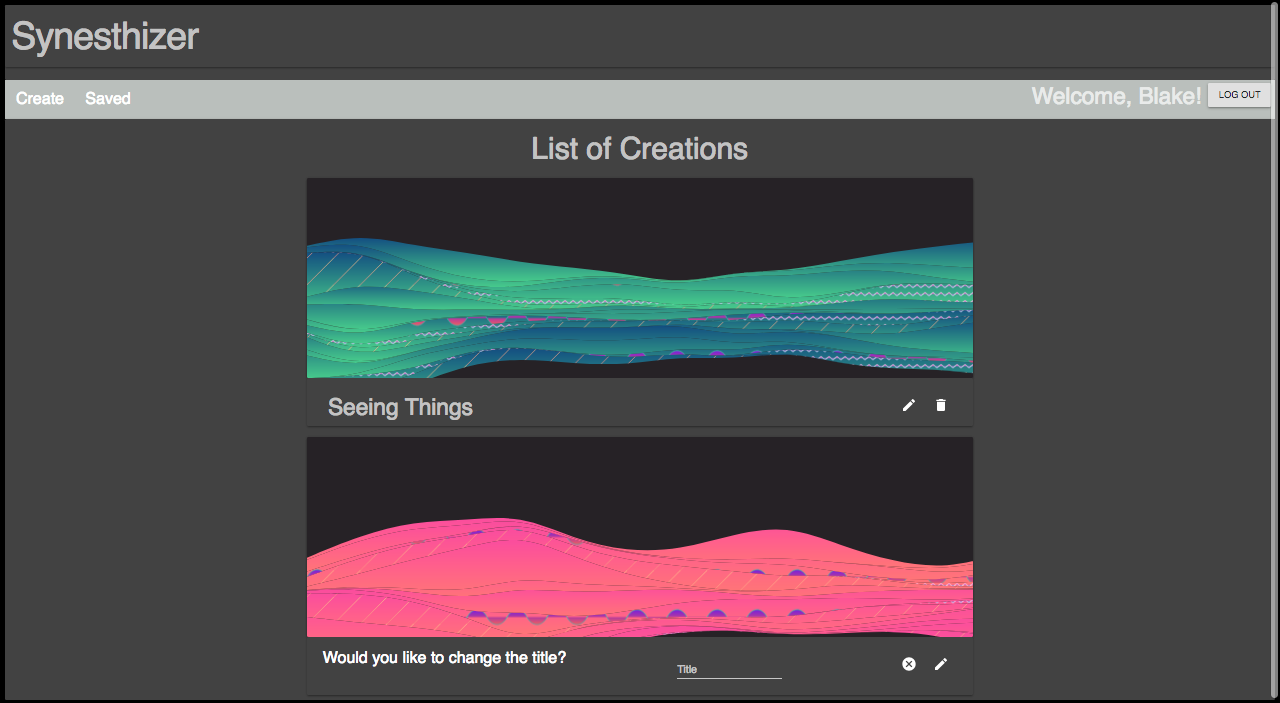 Synesthizer
Create Saved Welcome, Blake! LOG OUT
List of Creations
Seeing Things
Would you like to change the title? Title